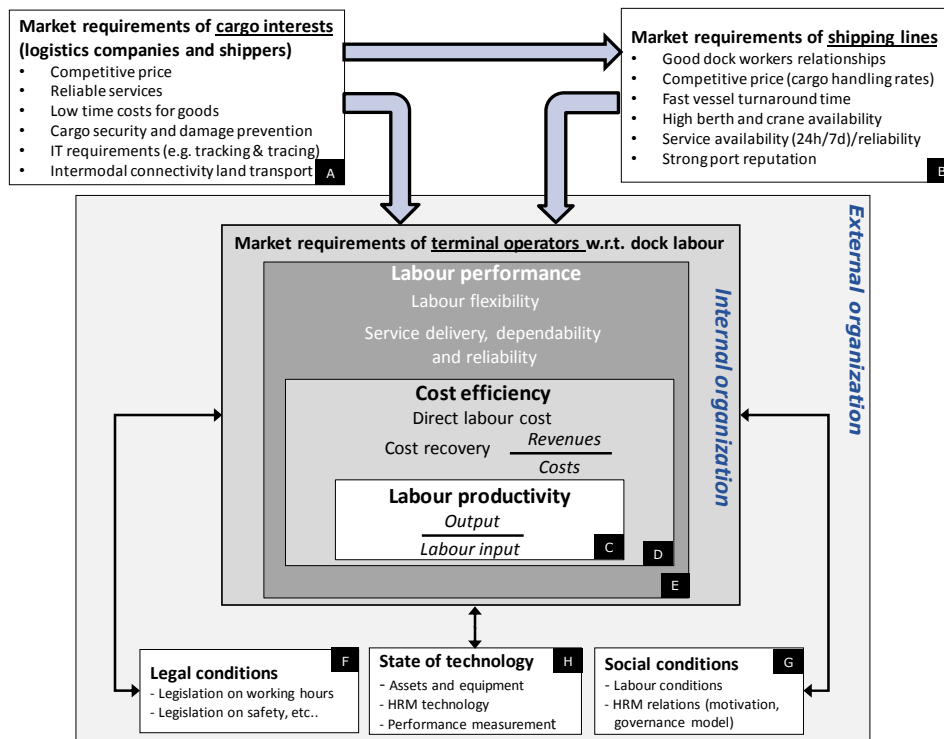 Market requirements of cargo interests
(logistics companies and shippers)
• Competitive price
• Reliable services
• Low time costs for goods
• Cargo security and damage prevention
• IT requirements (e.g. tracking & tracing)
• Intermodal connectivity land transport
A
Market requirements of shipping lines
• Good dock workers relationships
• Competitive price (cargo handling rates)
• Fast vessel turnaround time
• High berth and crane availability
• Service availability (24h/7d)/reliability
• Strong port reputation
B
External organization
Market requirements of terminal operators w.r.t. dock labour
Internal organization
Labour performance
Labour flexibility
Service delivery, dependability
and reliability
Cost efficiency
Direct labour cost
Cost recovery
Revenues
Costs
Labour productivity
Output
Labour input
C
D
E
F
Legal conditions
- Legislation on working hours
- Legislation on safety, etc..
H
State of technology
- Assets and equipment
- HRM technology
- Performance measurement
G
Social conditions
- Labour conditions
- HRM relations (motivation,
governance model)